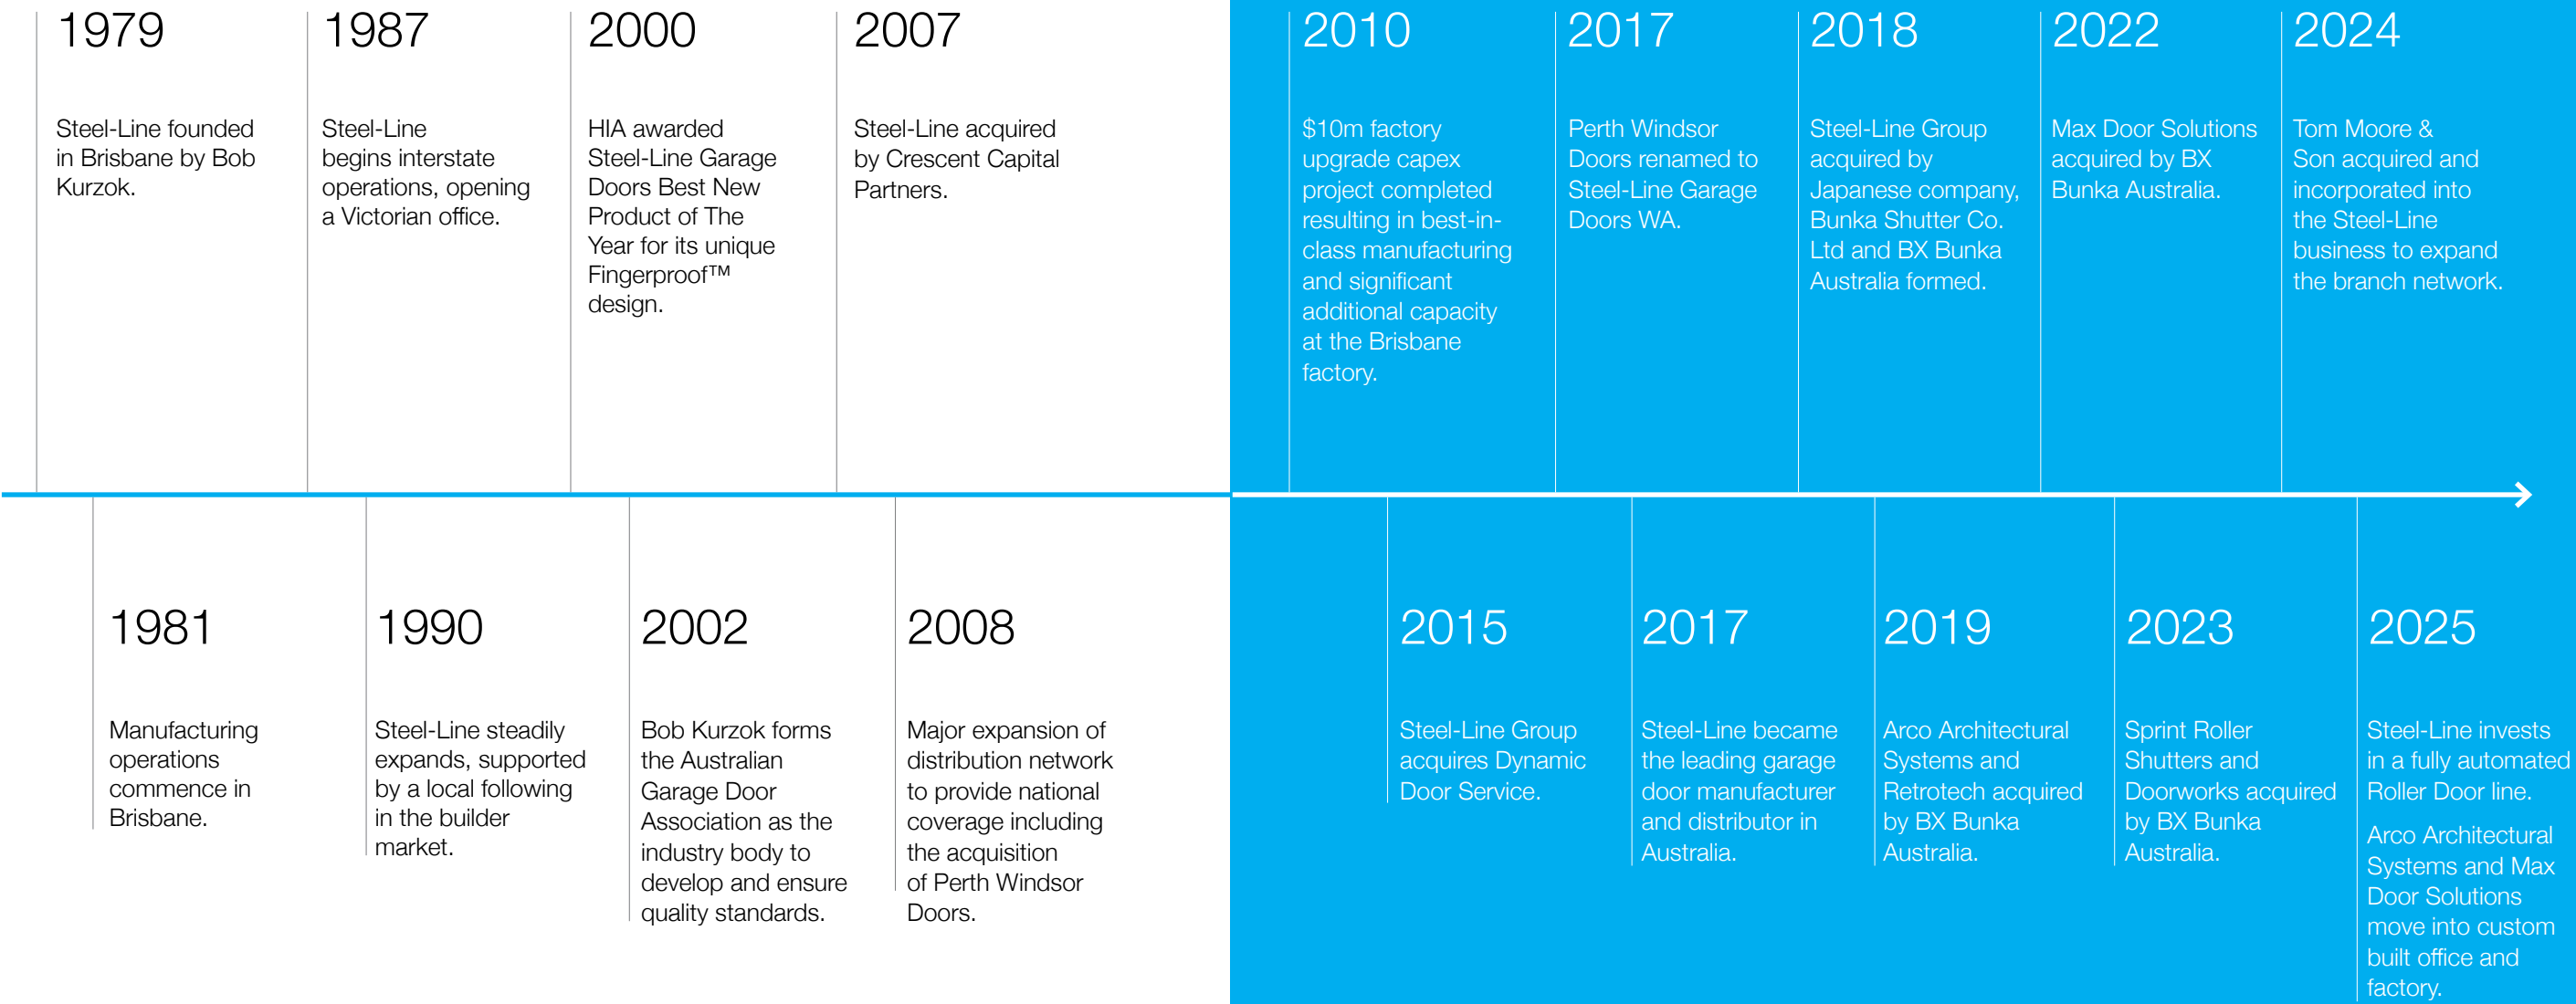 1979
Steel-Line founded
in Brisbane by Bob
Kurzok.
1987
Steel-Line
begins interstate
operations, opening
a Victorian office.
2000
HIA awarded
Steel-Line Garage
Doors Best New
Product of The
Year for its unique
Fingerproof™
design.
2007
Steel-Line acquired
by Crescent Capital
Partners.
2010
$10m factory
upgrade capex
project completed
resulting in best-in-
class manufacturing
and significant
additional capacity
at the Brisbane
factory.
2017
Perth Windsor
Doors renamed to
Steel-Line Garage
Doors WA.
2018
Steel-Line Group
acquired by
Japanese company,
Bunka Shutter Co.
Ltd and BX Bunka
Australia formed.
2022
Max Door Solutions
acquired by BX
Bunka Australia.
2024
Tom Moore &
Son acquired and
incorporated into
the Steel-Line
business to expand
the branch network.
1981
Manufacturing
operations
commence in
Brisbane.
1990
Steel-Line steadily
expands, supported
by a local following
in the builder
market.
2002
Bob Kurzok forms
the Australian
Garage Door
Association as the
industry body to
develop and ensure
quality standards.
2008
Major expansion of
distribution network
to provide national
coverage including
the acquisition
of Perth Windsor
Doors.
2015
Steel-Line Group
acquires Dynamic
Door Service.
2017
Steel-Line became
the leading garage
door manufacturer
and distributor in
Australia.
2019
Arco Architectural
Systems and
Retrotech acquired
by BX Bunka
Australia.
2023
Sprint Roller
Shutters and
Doorworks acquired
by BX Bunka
Australia.
2025
Steel-Line invests
in a fully automated
Roller Door line.
Arco Architectural
Systems and Max
Door Solutions
move into custom
built office and
factory.